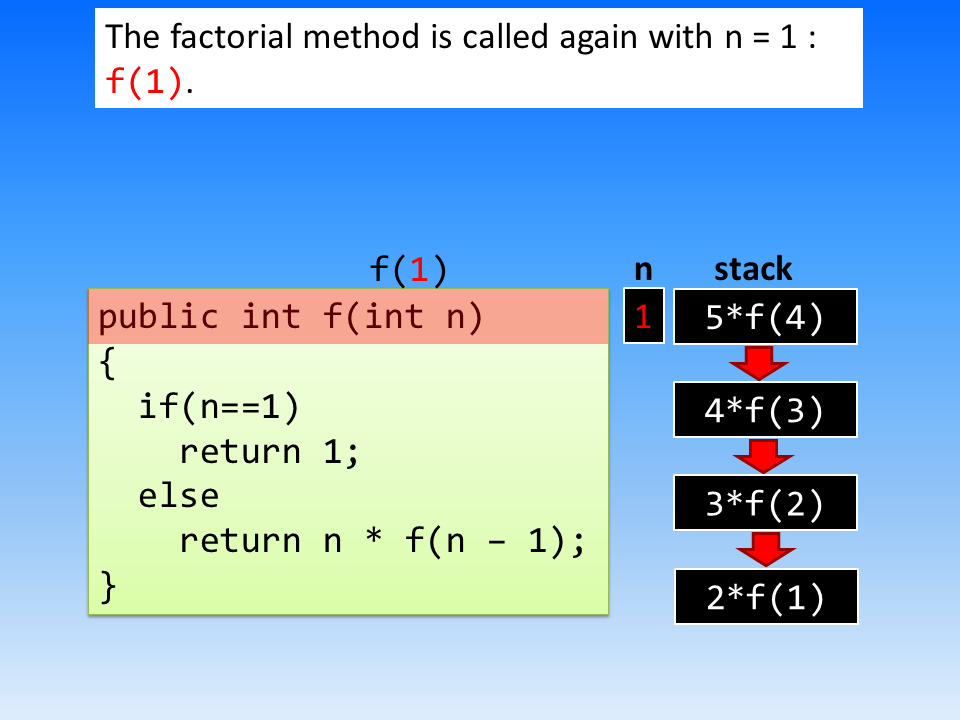 The factorial method is called again with n = 1 :
f(1).
f(1)
n
stack
public int f(int n)
{
if(n==1)
return 1;
else
return n * f(n – 1);
}
1
5*f(4)
4*f(3)
3*f(2)
2*f(1)